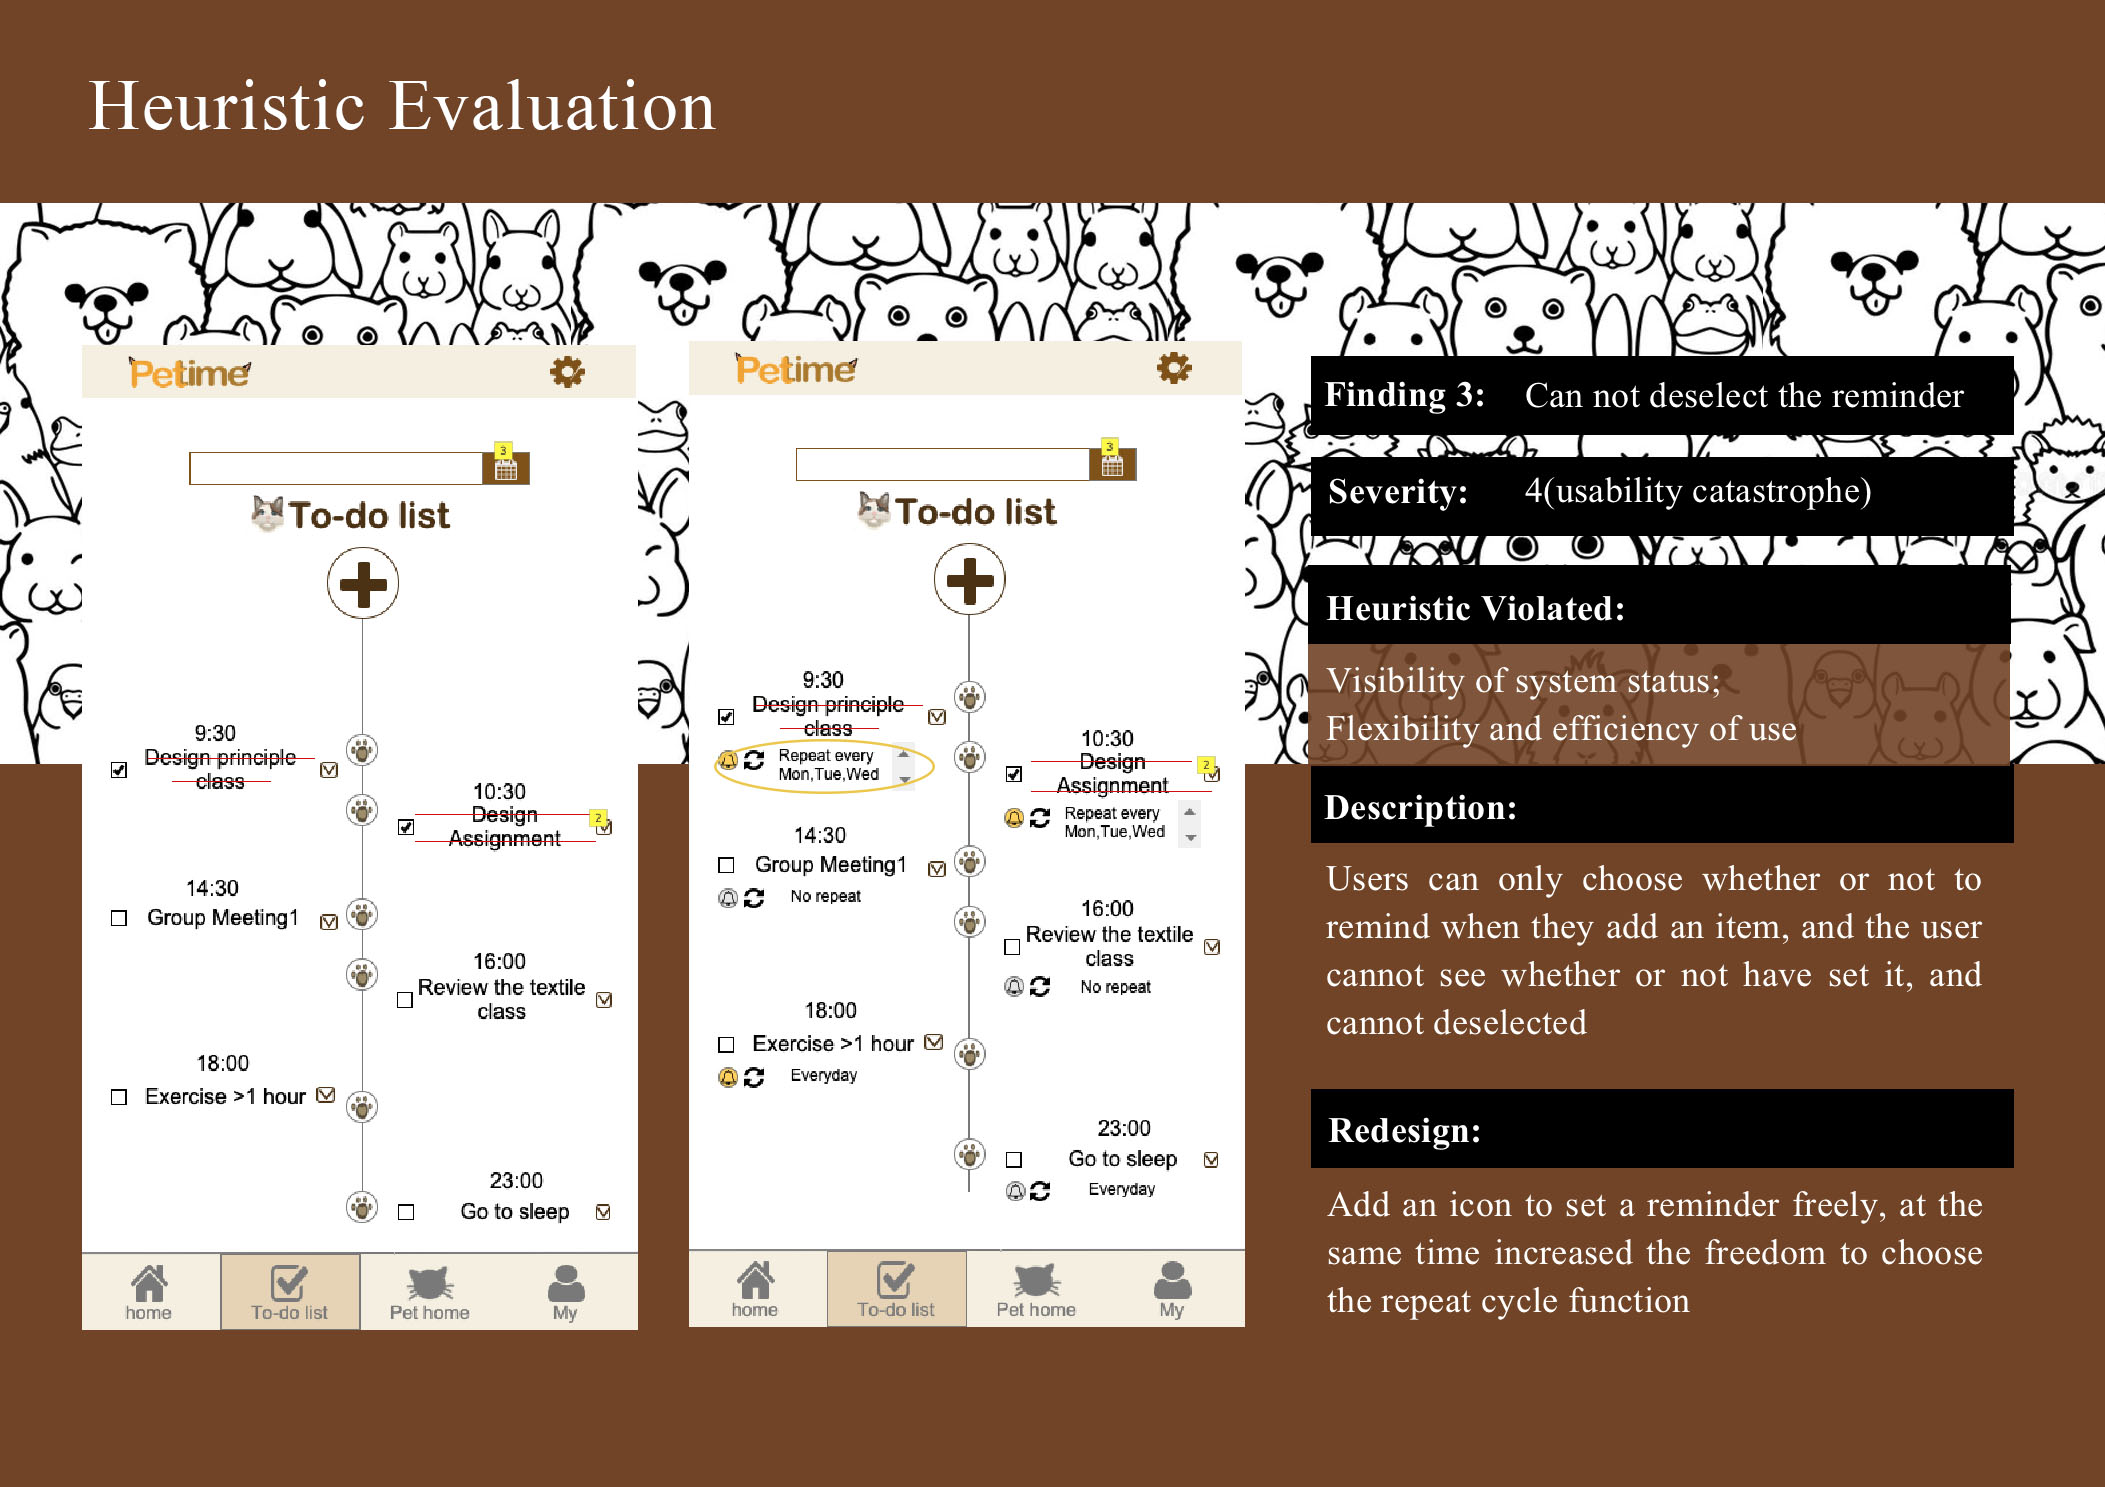 Heuristic Evaluation
Petime
3
To-do list
9:30
Design principle
class
10:30
Design
Assignment
2
14:30
Group Meeting1
16:00
Review the textile
class
18:00
Exercise >1 hour
23:00
Go to sleep
home
To-do list
Pet home
My
Petime
3
To-do list
9:30
Design principle
class
Repeat every
Mon,Tue,Wed
10:30
Design
Assignment
2
Repeat every
Mon,Tue,Wed
14:30
Group Meeting1
No repeat
16:00
Review the textile
class
No repeat
18:00
Exercise >1 hour
Everyday
23:00
Go to sleep
Everyday
home
To-do list
Pet home
My
Finding 3: Can not deselect the reminder
Severity: 4(usability catastrophe)
Heuristic Violated:
Visibility of system status;
Flexibility and efficiency of use
Description:
Users can only choose whether or not to
remind when they add an item, and the user
cannot see whether or not have set it, and
cannot deselected
Redesign:
Add an icon to set a reminder freely, at the
same time increased the freedom to choose
the repeat cycle function